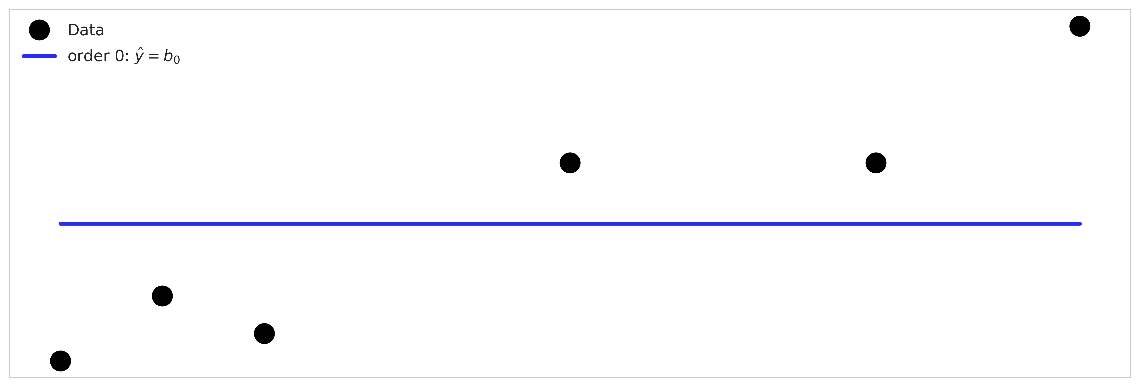 Data
order 0: ŷ = b₀